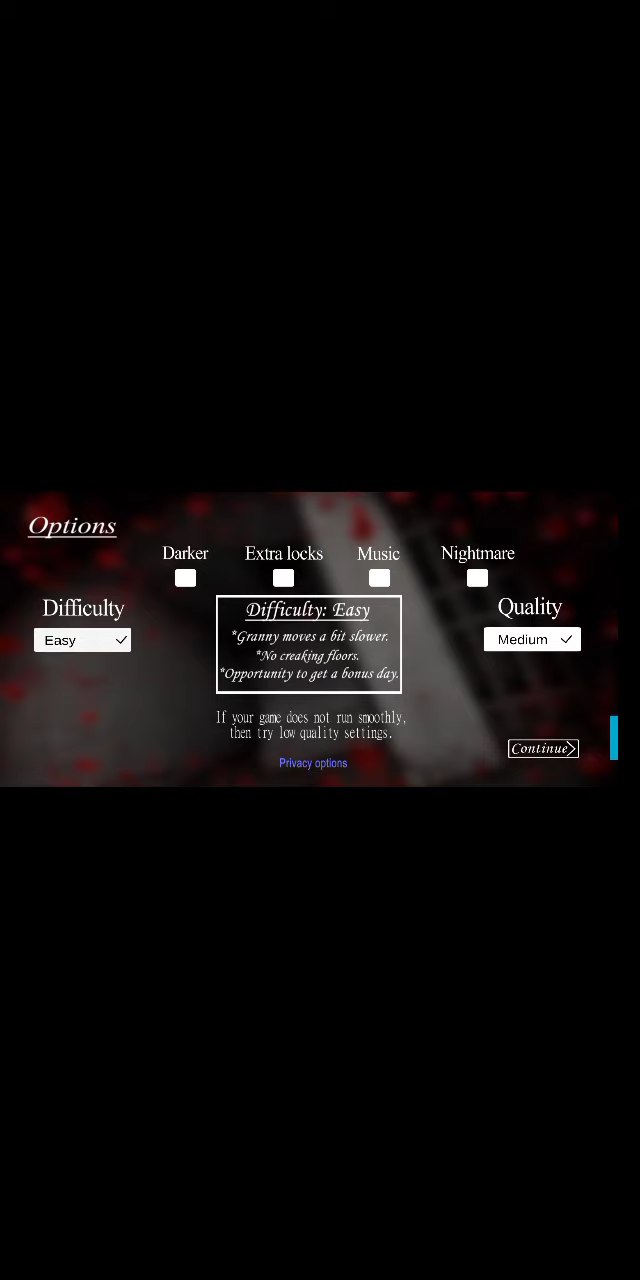 Options
Darker Extra locks Music Nightmare
Difficulty
Easy
Difficulty: Easy
*Granny moves a bit slower.
*No creaking floors.
*Opportunity to get a bonus day.
Quality
Medium
If your game does not run smoothly,
then try low quality settings.
Privacy options
Continue